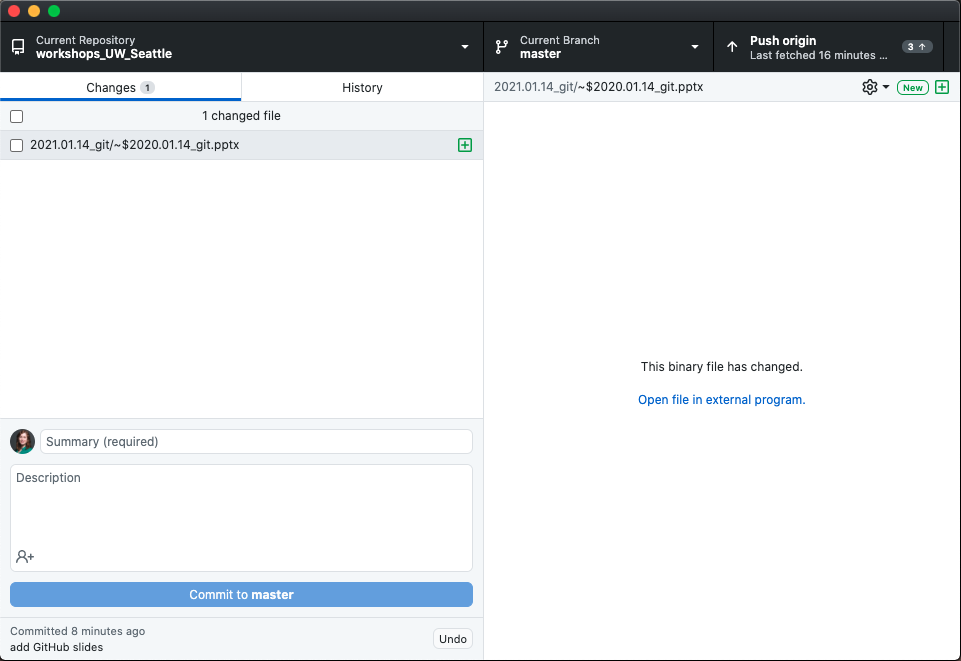 Current Repository
workshops_UW_Seattle
Current Branch
master
Push origin
Last fetched 16 minutes ...
3
Changes 1
History
2021.01.14_git/~$2020.01.14_git.pptx
New
1 changed file
2021.01.14_git/~$2020.01.14_git.pptx
This binary file has changed.
Open file in external program.
Summary (required)
Description
Commit to master
Committed 8 minutes ago
add GitHub slides
Undo